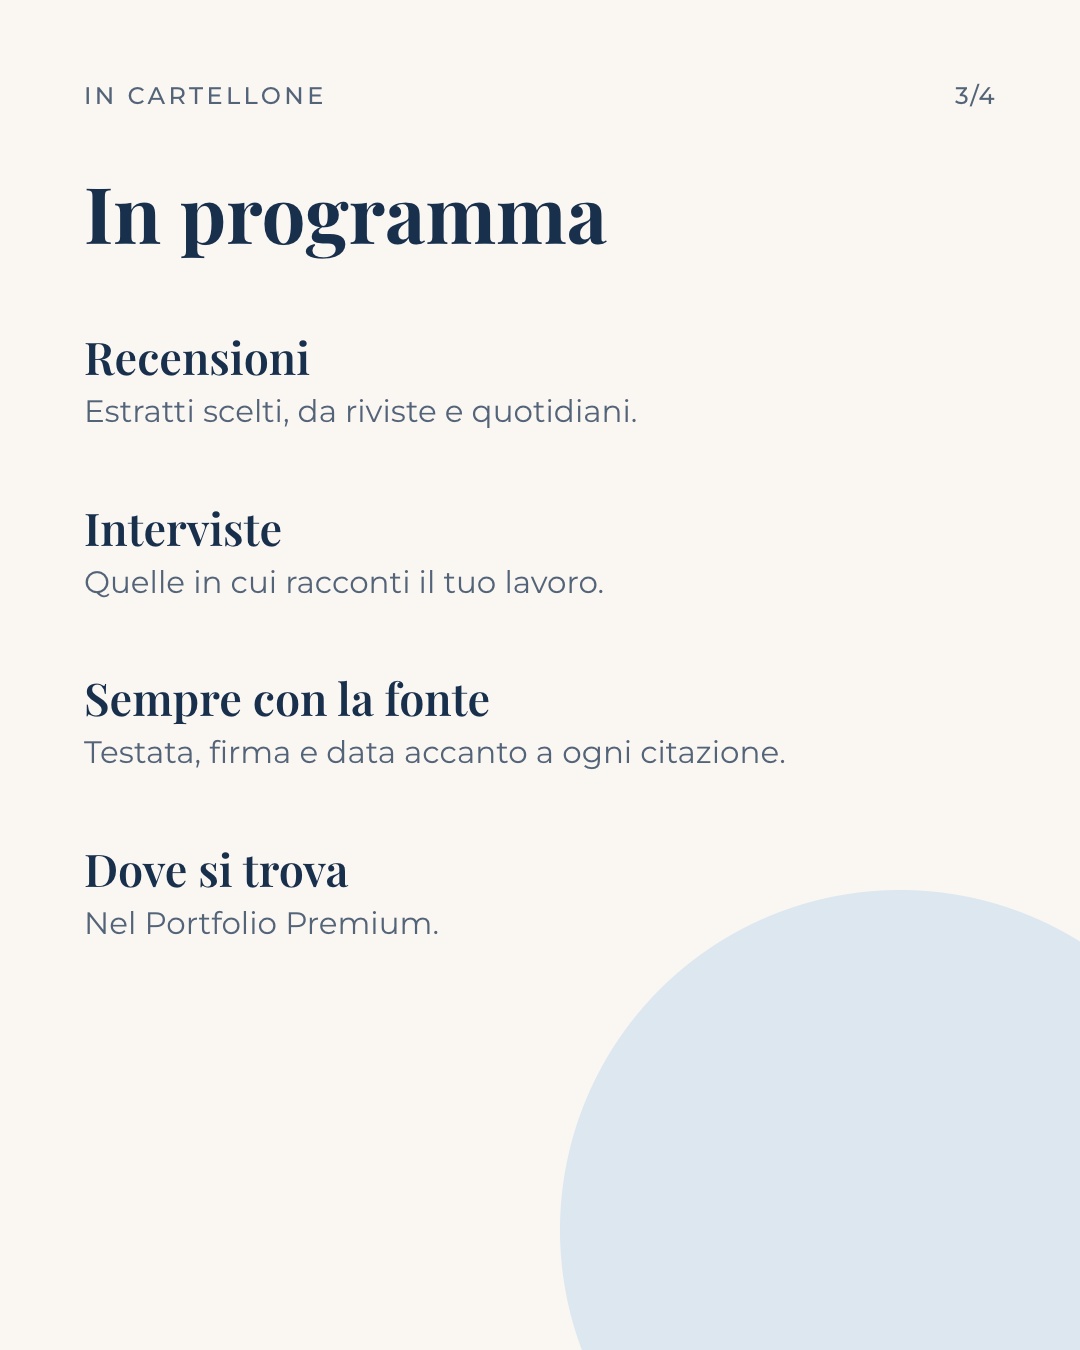 IN CARTELLONE
3/4
In programma
Recensioni
Estratti scelti, da riviste e quotidiani.
Interviste
Quelle in cui racconti il tuo lavoro.
Sempre con la fonte
Testata, firma e data accanto a ogni citazione.
Dove si trova
Nel Portfolio Premium.